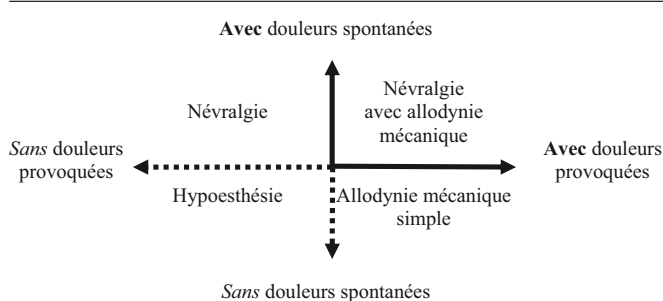 Avec douleurs spontanées
Névralgie
Névralgie
avec allodynie
mécanique
Sans douleurs
provoquées
Avec douleurs
provoquées
Hypoesthésie
Allodynie mécanique
simple
Sans douleurs spontanées